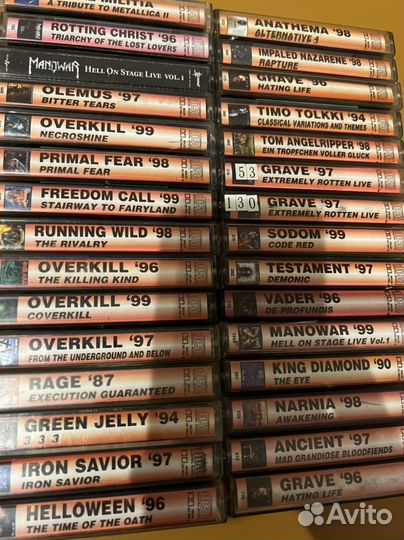 MILITIA
A TRIBUTE TO METALLICA II
ROTTING CHRIST '96
TRIARCHY OF THE LOST LOVERS
MANOWAR HELL ON STAGE LIVE VOL.1
OLEMUS '97
BITTER TEARS
OVERKILL '99
NECROSHINE
PRIMAL FEAR '98
PRIMAL FEAR
FREEDOM CALL '99
STAIRWAY TO FAIRYLAND
RUNNING WILD '98
THE RIVALRY
OVERKILL '96
THE KILLING KIND
OVERKILL '99
COVERKILL
OVERKILL '97
FROM THE UNDERGROUND AND BELOW
RAGE '87
EXECUTION GUARANTEED
GREEN JELLY '94
3 3 3
IRON SAVIOR '97
IRON SAVIOR
HELLOWEEN '96
THE TIME OF THE OATH
ANATHEMA '98
ALTERNATIVE 4
IMPALED NAZARENE '98
RAPTURE
GRAVE '96
HATING LIFE
TIMO TOLKKI '94
CLASSICAL VARIATIONS AND THEMES
TOM ANGELRIPPER '98
EIN TROPFCHEN VOLLER GLUCK
53
GRAVE '97
EXTREMELY ROTTEN LIVE
130
GRAVE '97
EXTREMELY ROTTEN LIVE
SODOM '99
CODE RED
TESTAMENT '97
DEMONIC
VADER '96
DE PROFUNDIS
MANOWAR '99
HELL ON STAGE LIVE Vol.1
KING DIAMOND '90
THE EYE
NARNIA '98
AWAKENING
ANCIENT '97
MAD GRANDIOSE BLOODFIENDS
GRAVE '96
HATING LIFE
Avito